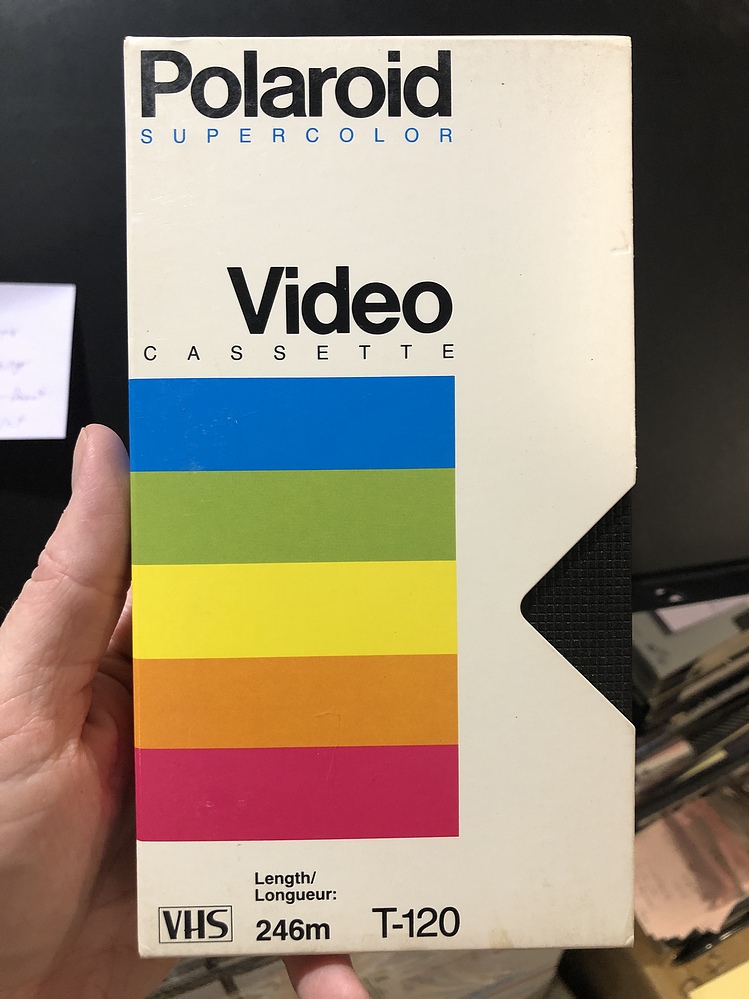 Polaroid
SUPERCOLOR
Video
CASSETTE
Length/
Longueur:
VHS 246m T-120